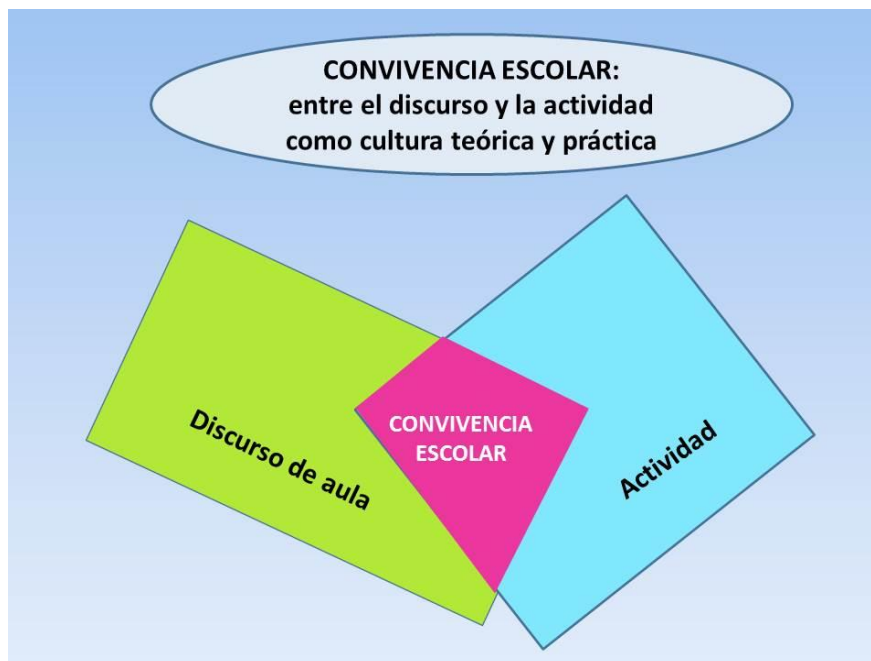 CONVIVENCIA ESCOLAR:
entre el discurso y la actividad
como cultura teórica y práctica
Discurso de aula
CONVIVENCIA
ESCOLAR
Actividad